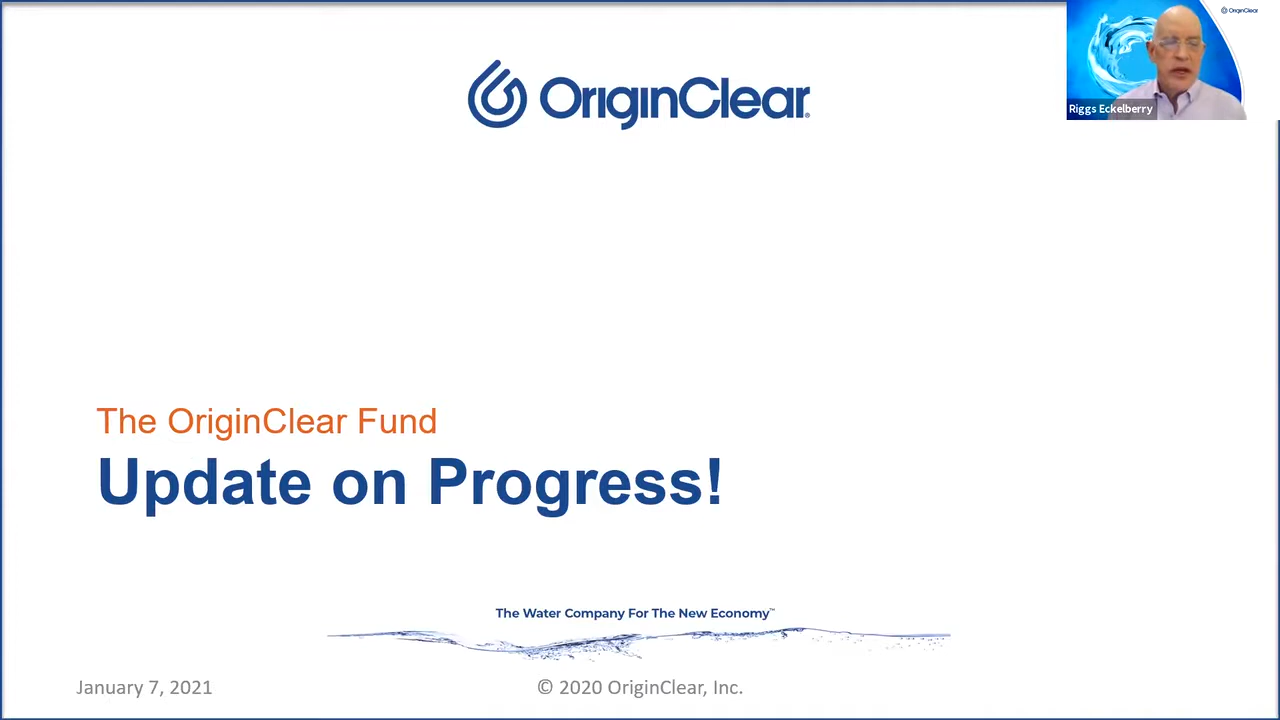 OriginClear
OriginClear
Riggs Eckelberry
The OriginClear Fund
Update on Progress!
The Water Company For The New Economy™
January 7, 2021
© 2020 OriginClear, Inc.